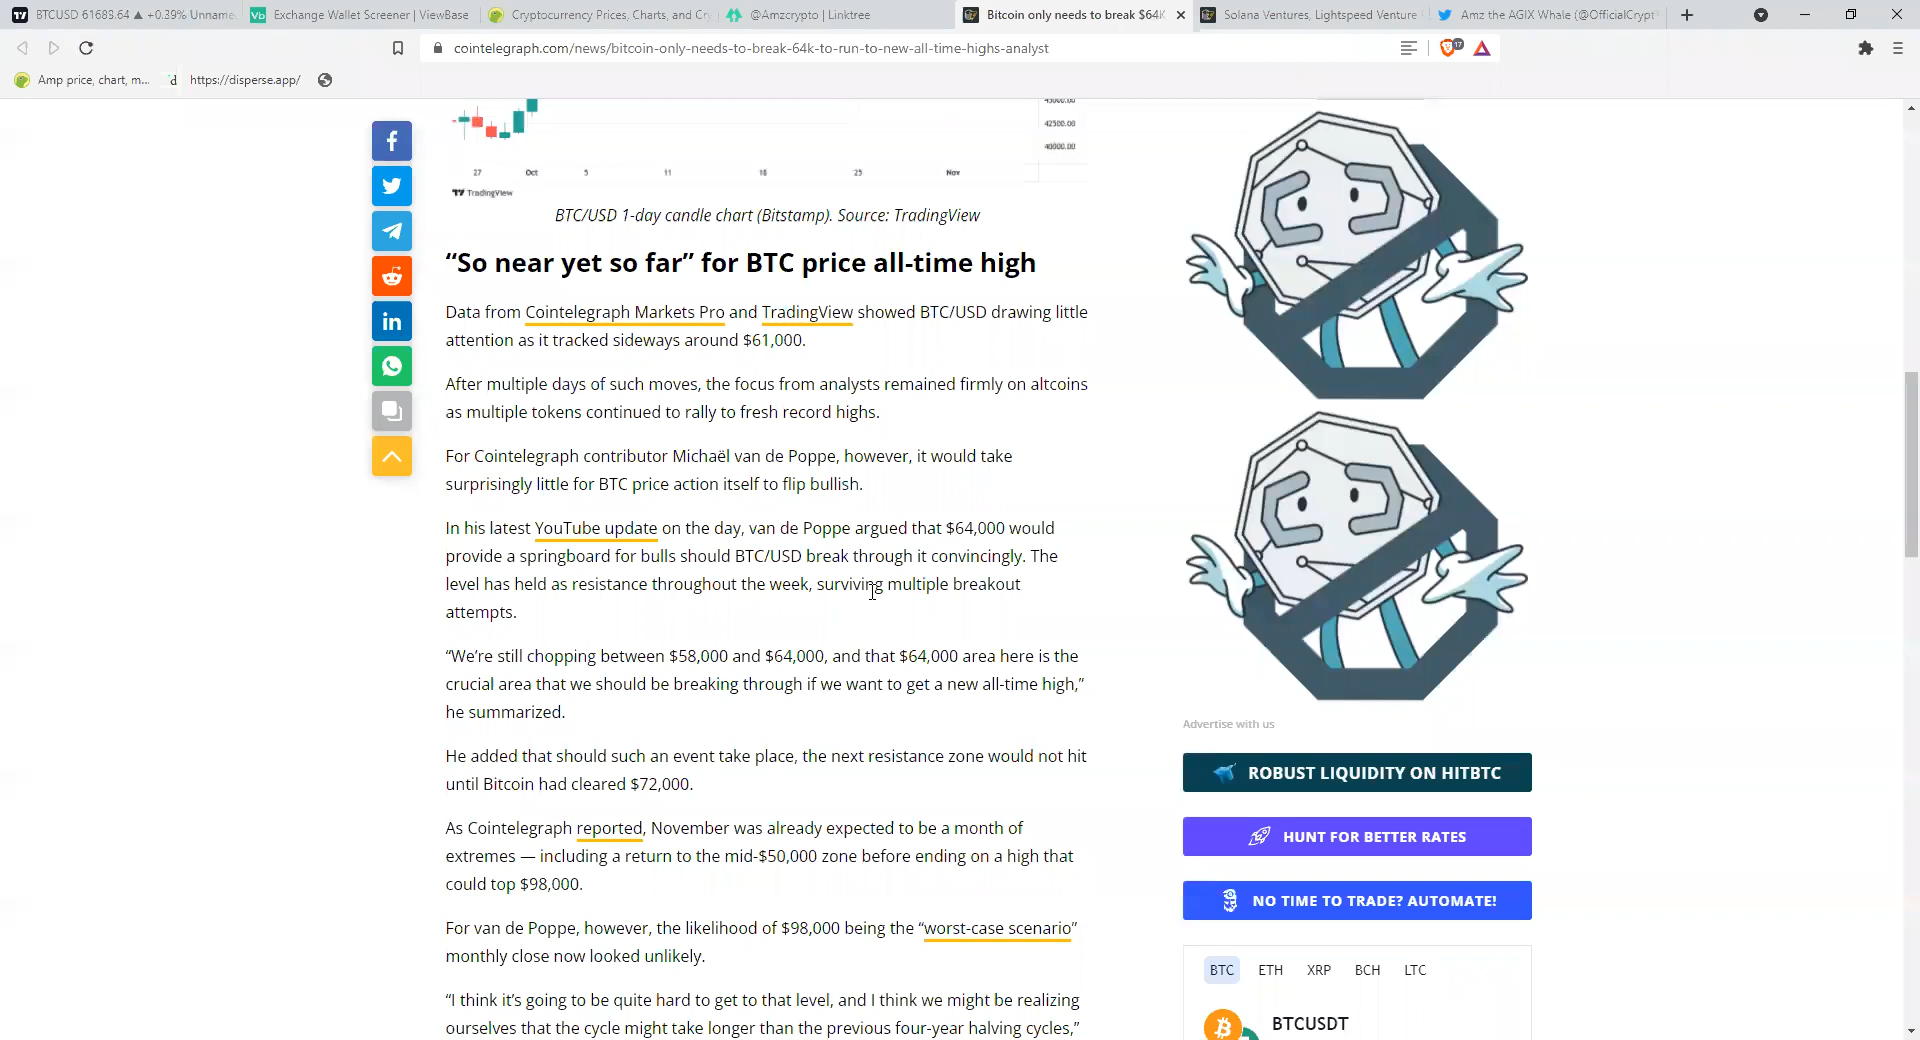 BTCUSD 61689.64 ▲ +0.39% Unname
Exchange Wallet Screener | ViewBase
Cryptocurrency Prices, Charts, and Cry
@Amzcrypto | Linktree
Bitcoin only needs to break $64K
Solana Ventures, Lightspeed Venture
Amz the AGIX Whale (@OfficialCrypt
cointelegraph.com/news/bitcoin-only-needs-to-break-64k-to-run-to-new-all-time-highs-analyst
17
Amp price, chart, m...
d
https://disperse.app/
42500.00
40000.00
27 Oct 5 11 18 25 Nov
TradingView
BTC/USD 1-day candle chart (Bitstamp). Source: TradingView
“So near yet so far” for BTC price all-time high
Data from Cointelegraph Markets Pro and TradingView showed BTC/USD drawing little
attention as it tracked sideways around $61,000.
After multiple days of such moves, the focus from analysts remained firmly on altcoins
as multiple tokens continued to rally to fresh record highs.
For Cointelegraph contributor Michaël van de Poppe, however, it would take
surprisingly little for BTC price action itself to flip bullish.
In his latest YouTube update on the day, van de Poppe argued that $64,000 would
provide a springboard for bulls should BTC/USD break through it convincingly. The
level has held as resistance throughout the week, surviving multiple breakout
attempts.
“We’re still chopping between $58,000 and $64,000, and that $64,000 area here is the
crucial area that we should be breaking through if we want to get a new all-time high,”
he summarized.
He added that should such an event take place, the next resistance zone would not hit
until Bitcoin had cleared $72,000.
As Cointelegraph reported, November was already expected to be a month of
extremes — including a return to the mid-$50,000 zone before ending on a high that
could top $98,000.
For van de Poppe, however, the likelihood of $98,000 being the “worst-case scenario”
monthly close now looked unlikely.
“I think it’s going to be quite hard to get to that level, and I think we might be realizing
ourselves that the cycle might take longer than the previous four-year halving cycles,”
Advertise with us
ROBUST LIQUIDITY ON HITBTC
HUNT FOR BETTER RATES
NO TIME TO TRADE? AUTOMATE!
BTC ETH XRP BCH LTC
BTCUSDT